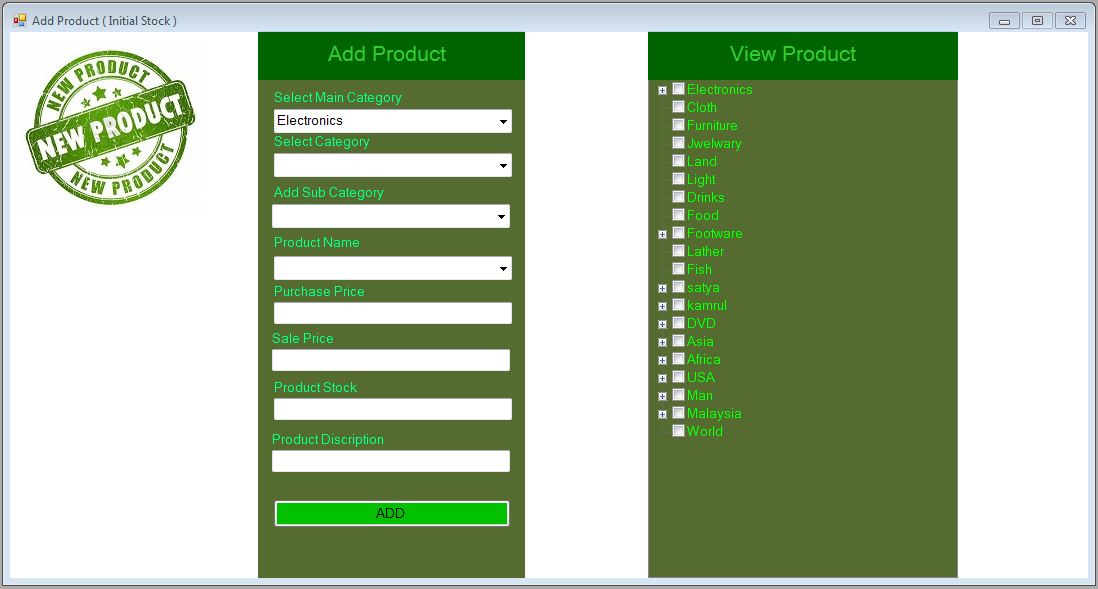 Add Product ( Initial Stock )
NEW PRODUCT
NEW PRODUCT
NEW PRODUCT
Add Product
Select Main Category
Electronics
Select Category
Add Sub Category
Product Name
Purchase Price
Sale Price
Product Stock
Product Discription
ADD
View Product
Electronics
Cloth
Furniture
Jwelwary
Land
Light
Drinks
Food
Footware
Lather
Fish
satya
kamrul
DVD
Asia
Africa
USA
Man
Malaysia
World